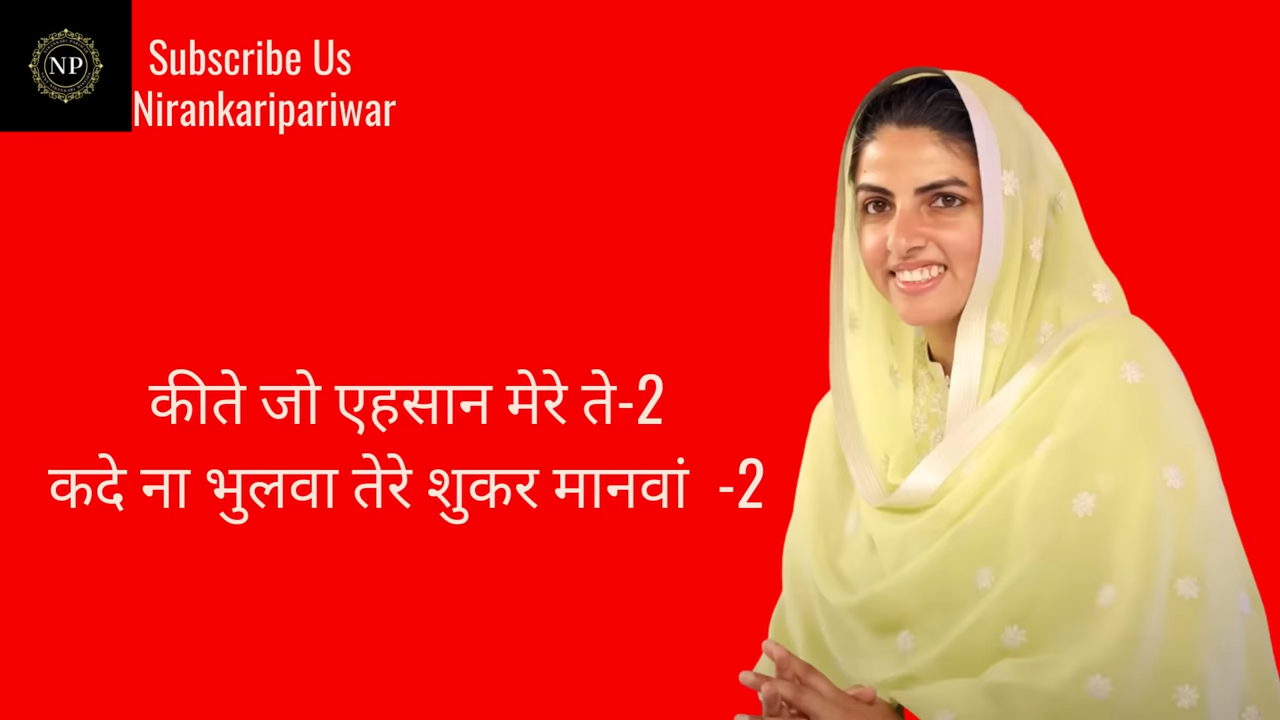 NP
Subscribe Us
Nirankaripariwar
कीते जो एहसान मेरे ते-2
कदे ना भुलवा तेरे शुकर मानवां -2